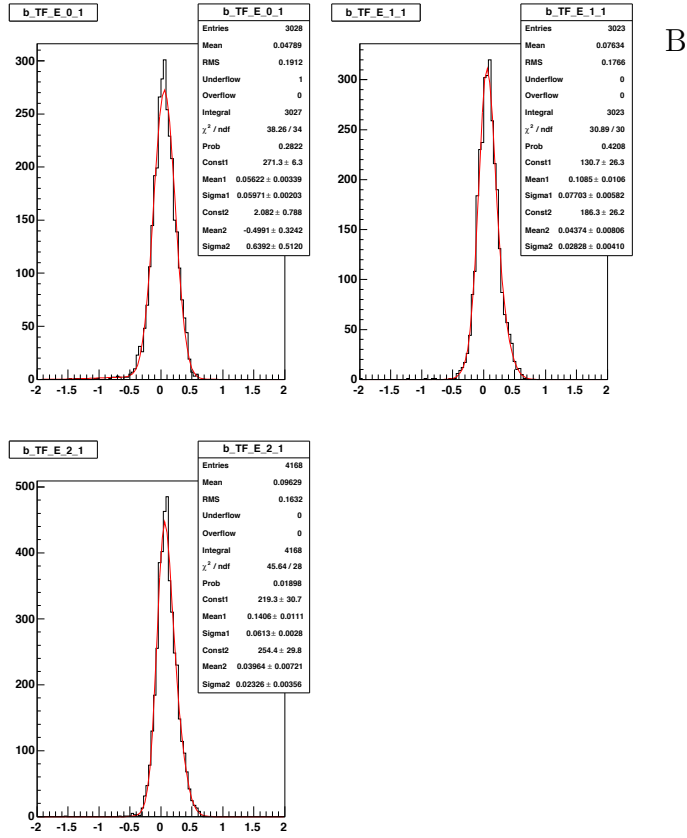 b_TF_E_0_1
b_TF_E_0_1
Entries 3028
Mean 0.04789
RMS 0.1912
Underflow 1
Overflow 0
Integral 3027
χ² / ndf 38.26 / 34
Prob 0.2822
Const1 271.3 ± 6.3
Mean1 0.05622 ± 0.00339
Sigma1 0.05971 ± 0.00203
Const2 2.082 ± 0.788
Mean2 -0.4991 ± 0.3242
Sigma2 0.6392 ± 0.5120
300
250
200
150
100
50
0
-2 -1.5 -1 -0.5 0 0.5 1 1.5 2
b_TF_E_1_1
b_TF_E_1_1
Entries 3023
Mean 0.07634
RMS 0.1766
Underflow 0
Overflow 0
Integral 3023
χ² / ndf 30.89 / 30
Prob 0.4208
Const1 130.7 ± 26.3
Mean1 0.1085 ± 0.0106
Sigma1 0.07703 ± 0.00582
Const2 186.3 ± 26.2
Mean2 0.04374 ± 0.00806
Sigma2 0.02828 ± 0.00410
300
250
200
150
100
50
0
-2 -1.5 -1 -0.5 0 0.5 1 1.5 2
B
b_TF_E_2_1
b_TF_E_2_1
Entries 4168
Mean 0.09629
RMS 0.1632
Underflow 0
Overflow 0
Integral 4168
χ² / ndf 45.64 / 28
Prob 0.01898
Const1 219.3 ± 30.7
Mean1 0.1406 ± 0.0111
Sigma1 0.0613 ± 0.0028
Const2 254.4 ± 29.8
Mean2 0.03964 ± 0.00721
Sigma2 0.02326 ± 0.00356
500
400
300
200
100
0
-2 -1.5 -1 -0.5 0 0.5 1 1.5 2